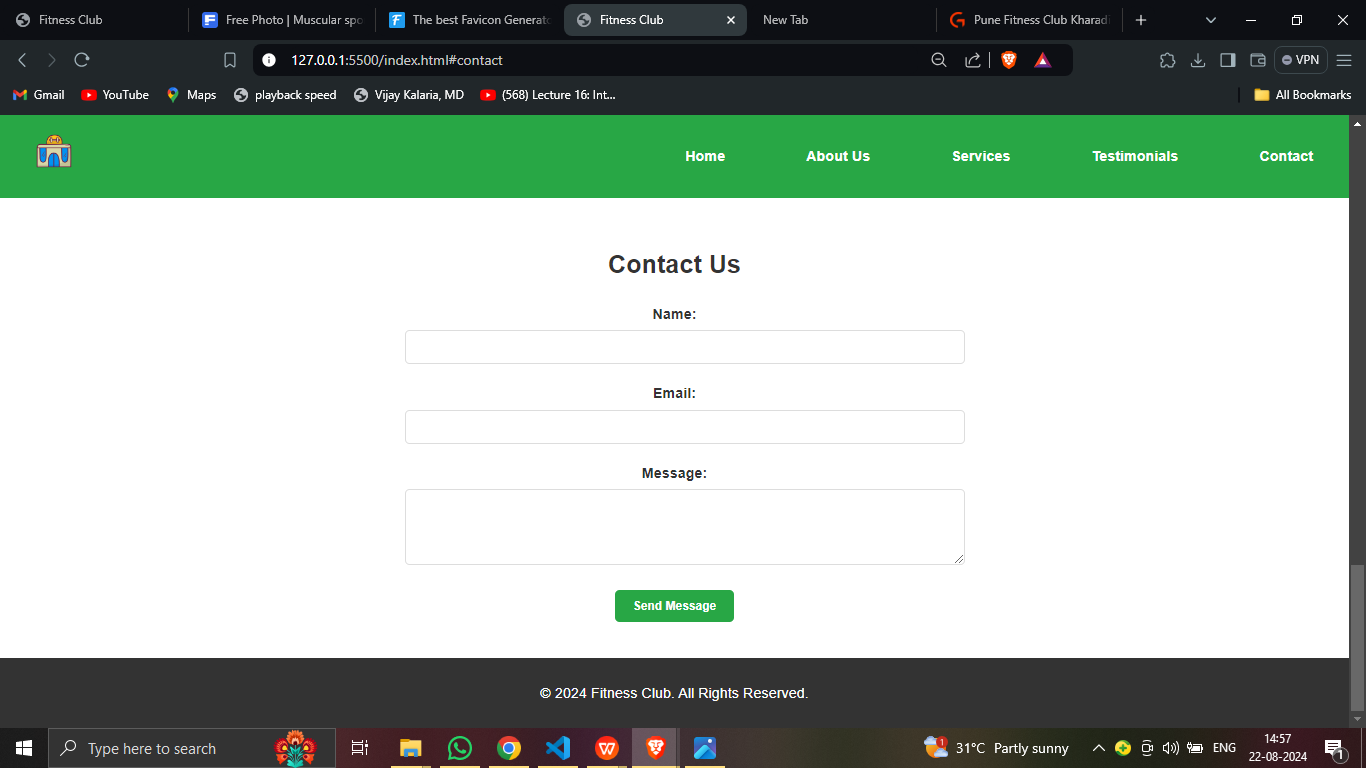 Fitness Club
Free Photo | Muscular spo
The best Favicon Generato
Fitness Club
New Tab
Pune Fitness Club Kharadi
127.0.0.1:5500/index.html#contact
VPN
Gmail
YouTube
Maps
playback speed
Vijay Kalaria, MD
(568) Lecture 16: Int...
All Bookmarks
Home
About Us
Services
Testimonials
Contact
Contact Us
Name:
Email:
Message:
Send Message
© 2024 Fitness Club. All Rights Reserved.
Type here to search
1
31°C Partly sunny
ENG
14:57
22-08-2024
1